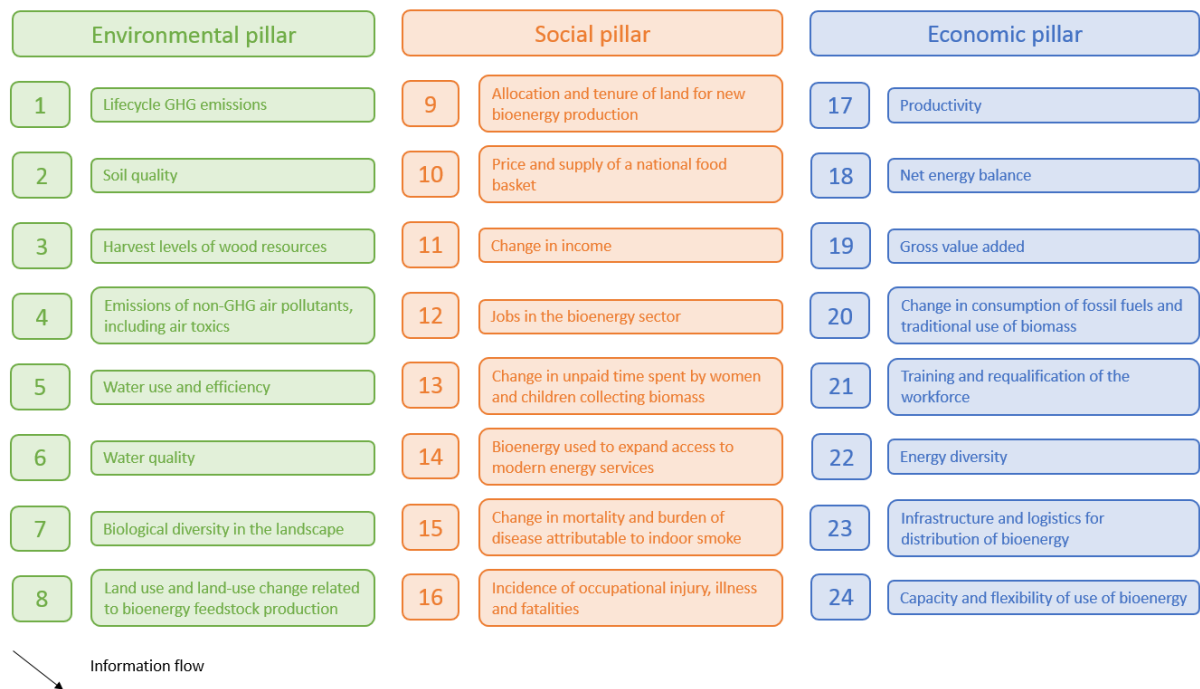 Environmental pillar
Social pillar
Economic pillar
1
Lifecycle GHG emissions
2
Soil quality
3
Harvest levels of wood resources
4
Emissions of non-GHG air pollutants,
including air toxics
5
Water use and efficiency
6
Water quality
7
Biological diversity in the landscape
8
Land use and land-use change related
to bioenergy feedstock production
9
Allocation and tenure of land for new
bioenergy production
10
Price and supply of a national food
basket
11
Change in income
12
Jobs in the bioenergy sector
13
Change in unpaid time spent by women
and children collecting biomass
14
Bioenergy used to expand access to
modern energy services
15
Change in mortality and burden of
disease attributable to indoor smoke
16
Incidence of occupational injury, illness
and fatalities
17
Productivity
18
Net energy balance
19
Gross value added
20
Change in consumption of fossil fuels and
traditional use of biomass
21
Training and requalification of the
workforce
22
Energy diversity
23
Infrastructure and logistics for
distribution of bioenergy
24
Capacity and flexibility of use of bioenergy
Information flow